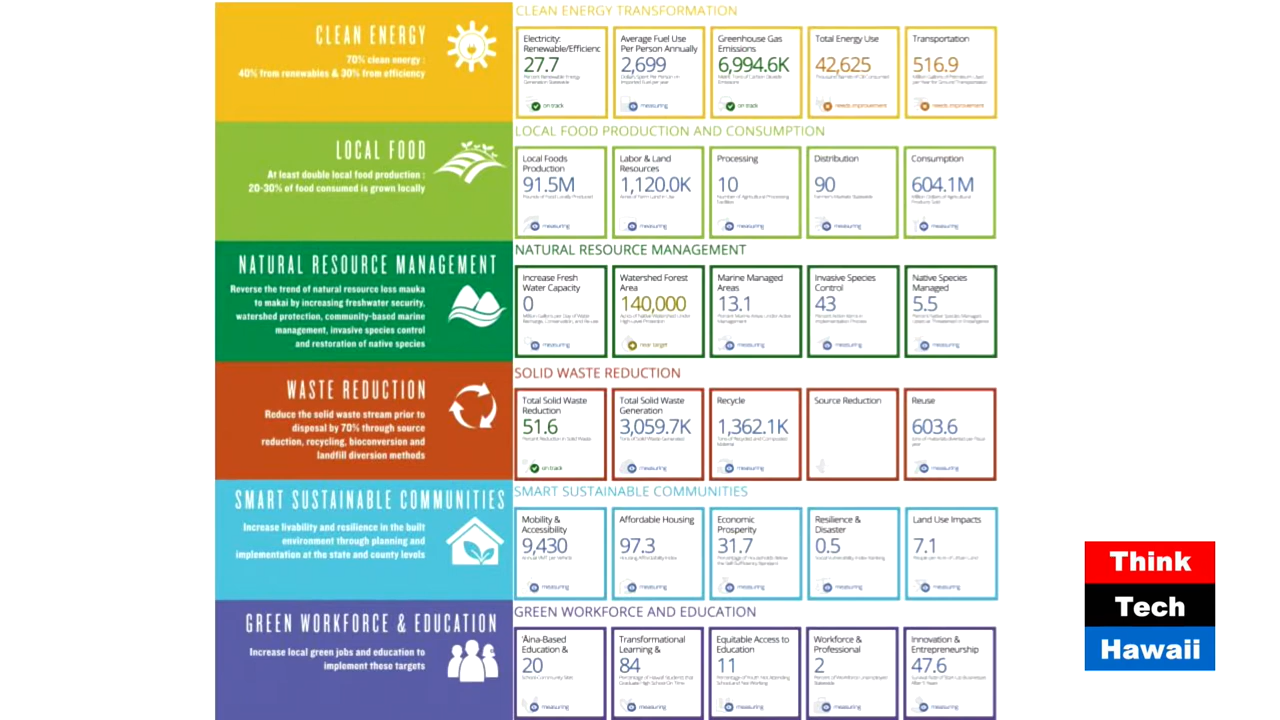 CLEAN ENERGY
70% clean energy :
40% from renewables & 30% from efficiency
CLEAN ENERGY TRANSFORMATION
Electricity:
Renewable/Efficienc
27.7
Percent Renewable Energy
Generation Statewide
on track
Average Fuel Use
Per Person Annually
2,699
Dollars Spent Per Person on
Imported Fuel per year
measuring
Greenhouse Gas
Emissions
6,994.6K
Metric Tons of Carbon Dioxide
Emissions
on track
Total Energy Use
42,625
Thousand Barrels of Oil Consumed
needs improvement
Transportation
516.9
Million Gallons of Petroleum Used
per Year for Ground Transportation
needs improvement
LOCAL FOOD
At least double local food production :
20-30% of food consumed is grown locally
LOCAL FOOD PRODUCTION AND CONSUMPTION
Local Foods
Production
91.5M
Pounds of Food Locally Produced
measuring
Labor & Land
Resources
1,120.0K
Acres of Farm Land in Use
measuring
Processing
10
Number of Agricultural Processing
Facilities
measuring
Distribution
90
Farmer's Markets Statewide
measuring
Consumption
604.1M
Million Dollars of Agricultural
Products Sold
measuring
NATURAL RESOURCE MANAGEMENT
Reverse the trend of natural resource loss mauka
to makai by increasing freshwater security,
watershed protection, community-based marine
management, invasive species control
and restoration of native species
NATURAL RESOURCE MANAGEMENT
Increase Fresh
Water Capacity
0
Million Gallons per Day of Water
Recharge, Conservation, and Re-use
measuring
Watershed Forest
Area
140,000
Acres of Native Watershed Under
High Level Protection
near target
Marine Managed
Areas
13.1
Percent Marine Areas Under Active
Management
measuring
Invasive Species
Control
43
Percent Action Items in
Implementation Process
measuring
Native Species
Managed
5.5
Percent Native Species Managed
measuring
WASTE REDUCTION
Reduce the solid waste stream prior to
disposal by 70% through source
reduction, recycling, bioconversion and
landfill diversion methods
SOLID WASTE REDUCTION
Total Solid Waste
Reduction
51.6
Percent Reduction in Solid Waste
on track
Total Solid Waste
Generation
3,059.7K
Tons of Solid Waste Generated
measuring
Recycle
1,362.1K
Tons of Recycled and Composted
Material
measuring
Source Reduction
Reuse
603.6
tons of materials diverted per fiscal
year
measuring
SMART SUSTAINABLE COMMUNITIES
Increase livability and resilience in the built
environment through planning and
implementation at the state and county levels
SMART SUSTAINABLE COMMUNITIES
Mobility &
Accessibility
9,430
Annual VMT per Vehicle
measuring
Affordable Housing
97.3
Housing Affordability Index
measuring
Economic
Prosperity
31.7
Percentage of Households Below
the Self-Sufficiency Standard
measuring
Resilience &
Disaster
0.5
Social Vulnerability Index Ranking
measuring
Land Use Impacts
7.1
People per Acre of Urban Land
measuring
GREEN WORKFORCE & EDUCATION
Increase local green jobs and education to
implement these targets
GREEN WORKFORCE AND EDUCATION
'Āina-Based
Education &
20
School Community Sites
measuring
Transformational
Learning &
84
Percentage of Hawaii Students that
Graduate High School On Time
measuring
Equitable Access to
Education
11
Percentage of Youth Not Attending
School and Not Working
measuring
Workforce &
Professional
2
Percent of Workforce Unemployed
Statewide
measuring
Innovation &
Entrepreneurship
47.6
Survival Rate of Start-Up Businesses
After 5 Years
measuring
Think
Tech
Hawaii